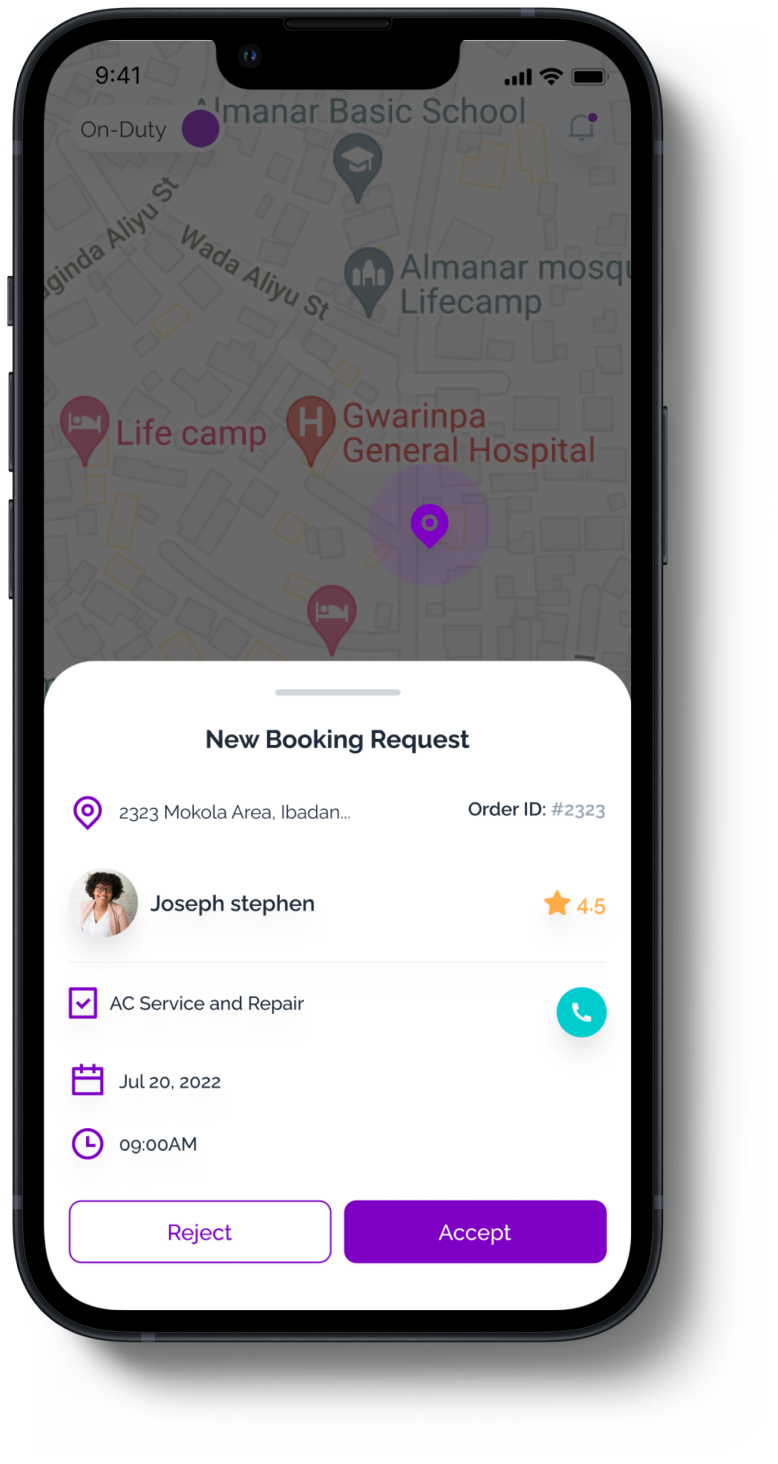 9:41
Almanar Basic School
On-Duty
aginda Aliyu St
Wada Aliyu St
Almanar mosqu
Lifecamp
Life camp
Gwarinpa
General Hospital
New Booking Request
2323 Mokola Area, Ibadan...
Order ID: #2323
Joseph stephen
4.5
AC Service and Repair
Jul 20, 2022
09:00AM
Reject
Accept